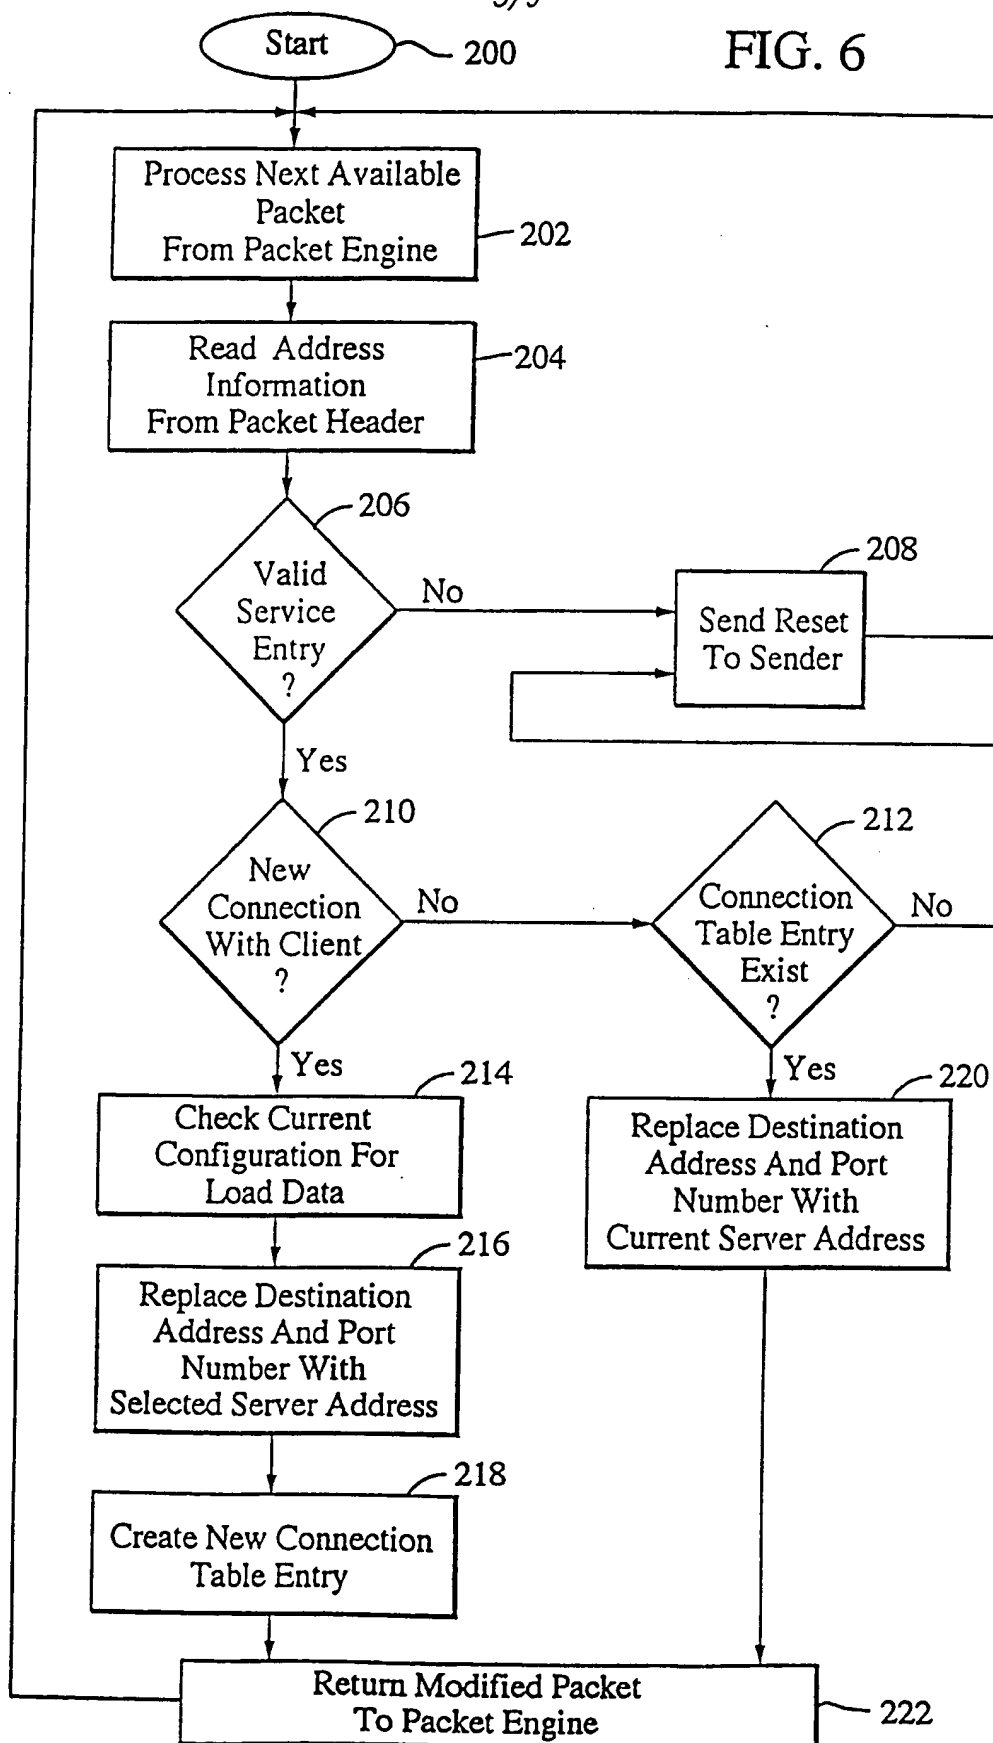 Start
200
FIG. 6
Process Next Available
Packet
From Packet Engine
202
Read Address
Information
From Packet Header
204
206
Valid
Service
Entry
?
No
208
Send Reset
To Sender
Yes
210
New
Connection
With Client
?
No
212
Connection
Table Entry
Exist
?
No
Yes
214
Check Current
Configuration For
Load Data
Yes
220
Replace Destination
Address And Port
Number With
Current Server Address
216
Replace Destination
Address And Port
Number With
Selected Server Address
218
Create New Connection
Table Entry
Return Modified Packet
To Packet Engine
222